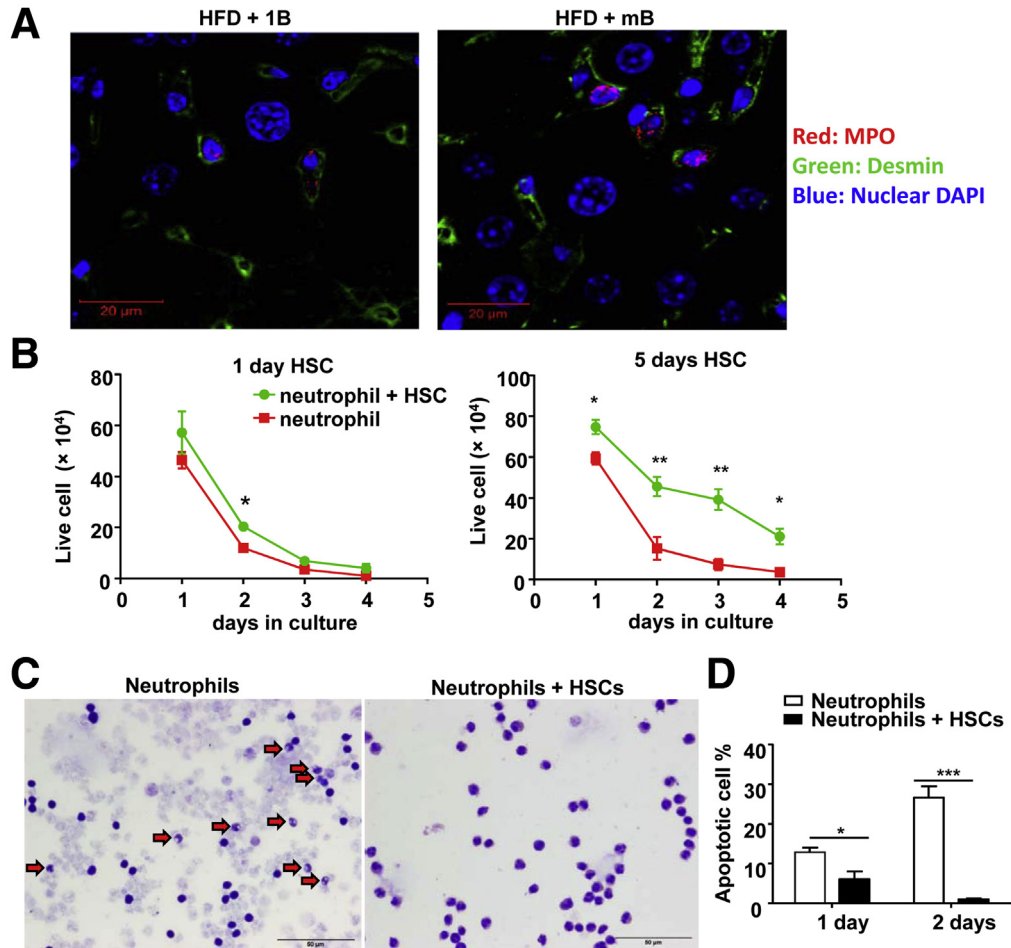 A
HFD + 1B
HFD + mB
20 µm
20 µm
Red: MPO
Green: Desmin
Blue: Nuclear DAPI
B
1 day HSC
5 days HSC
neutrophil + HSC
neutrophil
Live cell (× 10⁴)
80
60
40
20
0
*
0 1 2 3 4 5
days in culture
Live cell (× 10⁴)
100
80
60
40
20
0
* ** ** *
0 1 2 3 4 5
days in culture
C
Neutrophils
Neutrophils + HSCs
50 µm
50 µm
D
Neutrophils
Neutrophils + HSCs
Apoptotic cell %
40
30
20
10
0
*
***
1 day 2 days